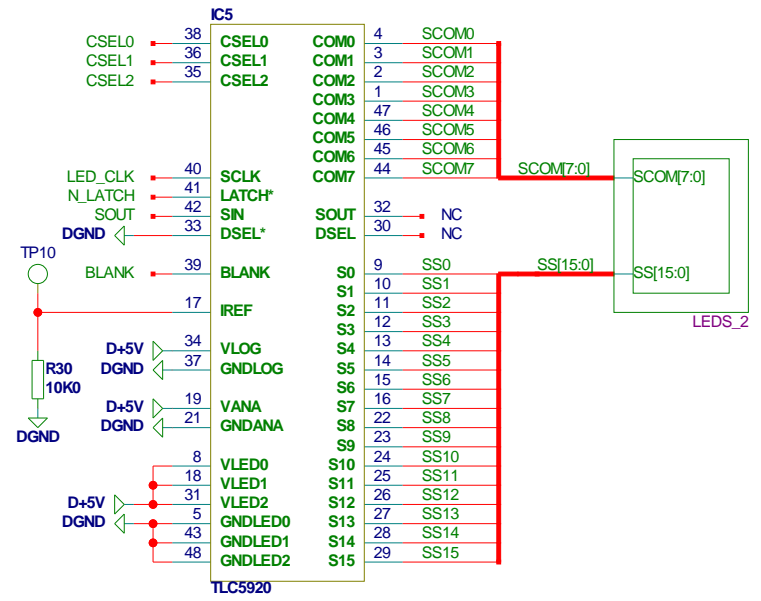 IC5
CSEL0 38 CSEL0 COM0 4 SCOM0
CSEL1 36 CSEL1 COM1 3 SCOM1
CSEL2 35 CSEL2 COM2 2 SCOM2
COM3 1 SCOM3
COM4 47 SCOM4
COM5 46 SCOM5
COM6 45 SCOM6
LED_CLK 40 SCLK COM7 44 SCOM7 SCOM[7:0] SCOM[7:0]
N_LATCH 41 LATCH*
SOUT 42 SIN SOUT 32 NC
DGND 33 DSEL* DSEL 30 NC
TP10
BLANK 39 BLANK S0 9 SS0 SS[15:0] SS[15:0]
S1 10 SS1
17 IREF S2 11 SS2
S3 12 SS3
LEDS_2
D+5V 34 VLOG S4 13 SS4
R30 DGND 37 GNDLOG S5 14 SS5
10K0 S6 15 SS6
D+5V 19 VANA S7 16 SS7
DGND 21 GNDANA S8 22 SS8
DGND S9 23 SS9
8 VLED0 S10 24 SS10
18 VLED1 S11 25 SS11
D+5V 31 VLED2 S12 26 SS12
DGND 5 GNDLED0 S13 27 SS13
43 GNDLED1 S14 28 SS14
48 GNDLED2 S15 29 SS15
TLC5920